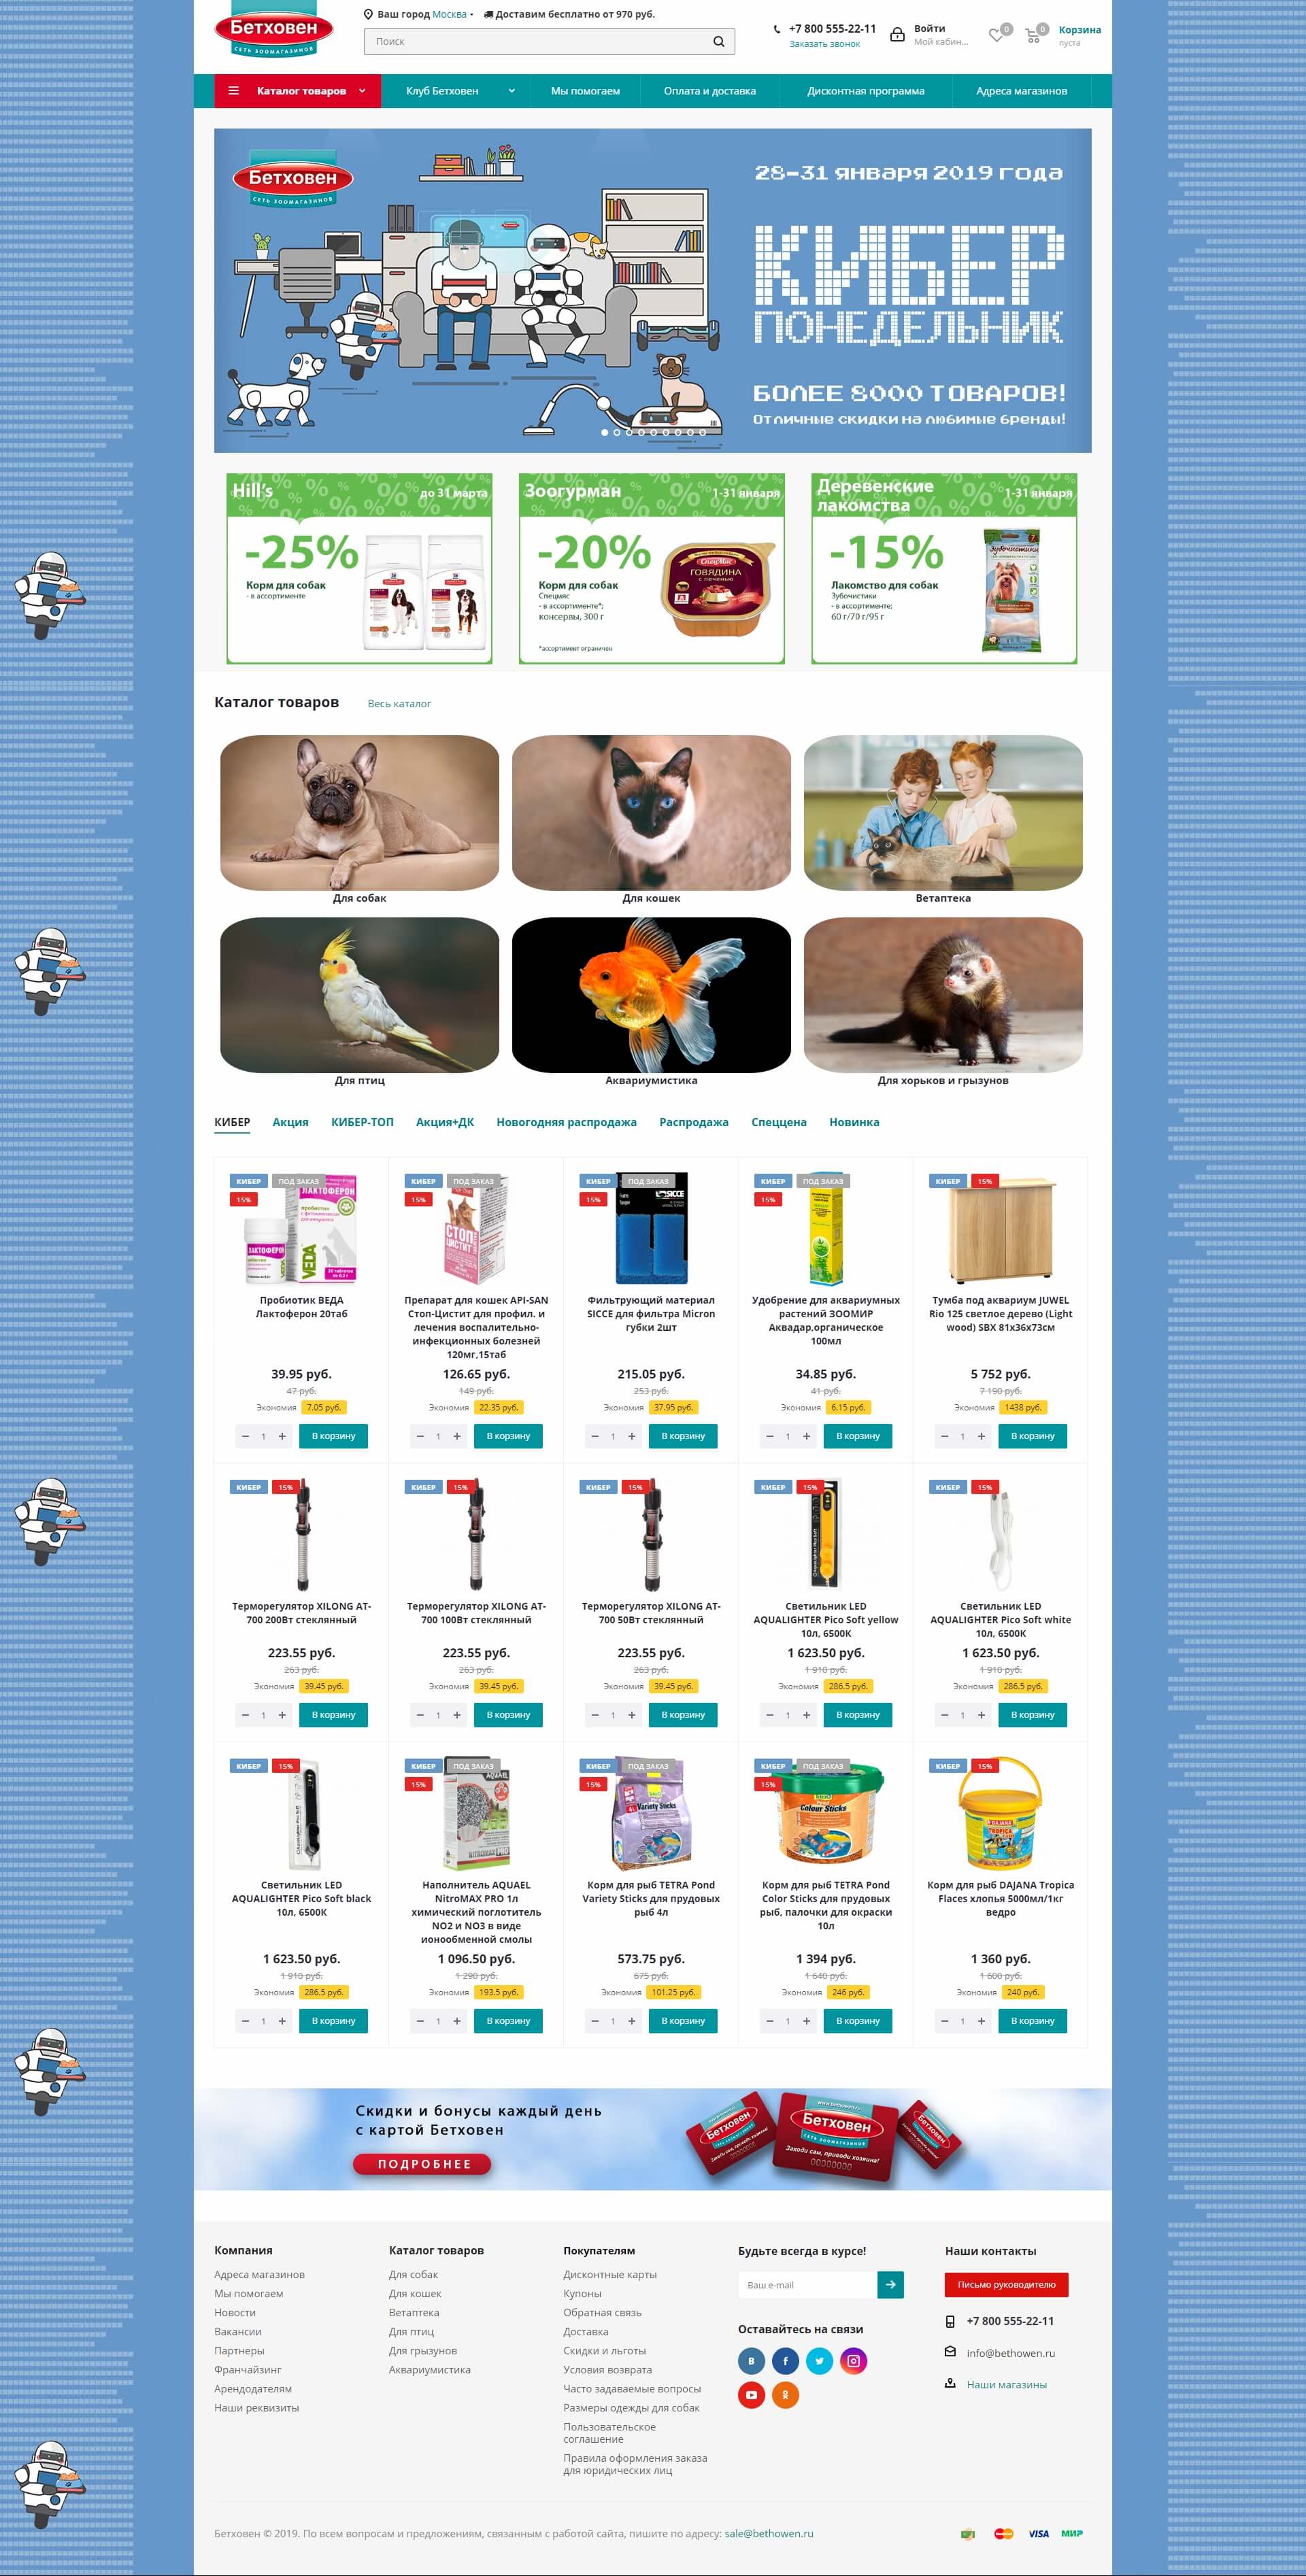 Бетховен
СЕТЬ ЗООМАГАЗИНОВ
Ваш город Москва
Доставим бесплатно от 970 руб.
Поиск
+7 800 555-22-11
Заказать звонок
Войти
Мой кабин...
0
0
Корзина
пуста
Каталог товаров
Клуб Бетховен
Мы помогаем
Оплата и доставка
Дисконтная программа
Адреса магазинов
Бетховен
СЕТЬ ЗООМАГАЗИНОВ
28-31 января 2019 года
КИБЕР
ПОНЕДЕЛЬНИК
БОЛЕЕ 8000 ТОВАРОВ!
Отличные скидки на любимые бренды!
Hill's
до 31 марта
-25%
Корм для собак
- в ассортименте
Зоогурман
1-31 января
-20%
Корм для собак
Спецмяс
- в ассортименте*;
консервы, 300 г
*ассортимент ограничен
ГОВЯДИНА
С ПЕЧЕНЬЮ
Деревенские
лакомства
1-31 января
-15%
Лакомство для собак
Зубочистики
- в ассортименте;
60 г/70 г/95 г
Зубочистики
Каталог товаров
Весь каталог
Для собак
Для кошек
Ветаптека
Для птиц
Аквариумистика
Для хорьков и грызунов
КИБЕР
Акция
КИБЕР-ТОП
Акция+ДК
Новогодняя распродажа
Распродажа
Спеццена
Новинка
КИБЕР
ПОД ЗАКАЗ
15%
ЛАКТОФЕРОН
VEDA
Пробиотик ВЕДА
Лактоферон 20таб
39.95 руб.
47 руб.
Экономия 7.05 руб.
1
В корзину
КИБЕР
ПОД ЗАКАЗ
15%
СТОП
ЦИСТИТ
Препарат для кошек API-SAN
Стоп-Цистит для профил. и
лечения воспалительно-
инфекционных болезней
120мг,15таб
126.65 руб.
149 руб.
Экономия 22.35 руб.
1
В корзину
КИБЕР
ПОД ЗАКАЗ
15%
SICCE
Фильтрующий материал
SICCE для фильтра Micron
губки 2шт
215.05 руб.
253 руб.
Экономия 37.95 руб.
1
В корзину
КИБЕР
ПОД ЗАКАЗ
15%
Удобрение для аквариумных
растений ЗООМИР
Аквадар,органическое
100мл
34.85 руб.
41 руб.
Экономия 6.15 руб.
1
В корзину
КИБЕР
15%
Тумба под аквариум JUWEL
Rio 125 светлое дерево (Light
wood) SBX 81x36x73см
5 752 руб.
7 190 руб.
Экономия 1438 руб.
1
В корзину
КИБЕР
15%
Терморегулятор XILONG AT-
700 200Вт стеклянный
223.55 руб.
263 руб.
Экономия 39.45 руб.
1
В корзину
КИБЕР
15%
Терморегулятор XILONG AT-
700 100Вт стеклянный
223.55 руб.
263 руб.
Экономия 39.45 руб.
1
В корзину
КИБЕР
15%
Терморегулятор XILONG AT-
700 50Вт стеклянный
223.55 руб.
263 руб.
Экономия 39.45 руб.
1
В корзину
КИБЕР
15%
Светильник LED
AQUALIGHTER Pico Soft yellow
10л, 6500К
1 623.50 руб.
1 910 руб.
Экономия 286.5 руб.
1
В корзину
КИБЕР
15%
Светильник LED
AQUALIGHTER Pico Soft white
10л, 6500К
1 623.50 руб.
1 910 руб.
Экономия 286.5 руб.
1
В корзину
КИБЕР
15%
Светильник LED
AQUALIGHTER Pico Soft black
10л, 6500К
1 623.50 руб.
1 910 руб.
Экономия 286.5 руб.
1
В корзину
КИБЕР
ПОД ЗАКАЗ
15%
AQUAEL
NITROMAX PRO
Наполнитель AQUAEL
NitroMAX PRO 1л
химический поглотитель
NO2 и NO3 в виде
ионообменной смолы
1 096.50 руб.
1 290 руб.
Экономия 193.5 руб.
1
В корзину
КИБЕР
ПОД ЗАКАЗ
15%
Variety Sticks
Корм для рыб TETRA Pond
Variety Sticks для прудовых
рыб 4л
573.75 руб.
675 руб.
Экономия 101.25 руб.
1
В корзину
КИБЕР
ПОД ЗАКАЗ
15%
Colour Sticks
Корм для рыб TETRA Pond
Color Sticks для прудовых
рыб, палочки для окраски
10л
1 394 руб.
1 640 руб.
Экономия 246 руб.
1
В корзину
КИБЕР
15%
DAJANA
TROPICA
Корм для рыб DAJANA Tropica
Flaces хлопья 5000мл/1кг
ведро
1 360 руб.
1 600 руб.
Экономия 240 руб.
1
В корзину
Скидки и бонусы каждый день
с картой Бетховен
ПОДРОБНЕЕ
Бетховен
Бетховен
СЕТЬ ЗООМАГАЗИНОВ
Заходи сам, приводи хозяина!
Бетховен
Компания
Адреса магазинов
Мы помогаем
Новости
Вакансии
Партнеры
Франчайзинг
Арендодателям
Наши реквизиты
Каталог товаров
Для собак
Для кошек
Ветаптека
Для птиц
Для грызунов
Аквариумистика
Покупателям
Дисконтные карты
Купоны
Обратная связь
Доставка
Скидки и льготы
Условия возврата
Часто задаваемые вопросы
Размеры одежды для собак
Пользовательское
соглашение
Правила оформления заказа
для юридических лиц
Будьте всегда в курсе!
Ваш e-mail
Оставайтесь на связи
Наши контакты
Письмо руководителю
+7 800 555-22-11
info@bethowen.ru
Наши магазины
Бетховен © 2019. По всем вопросам и предложениям, связанным с работой сайта, пишите по адресу: sale@bethowen.ru
VISA
МИР